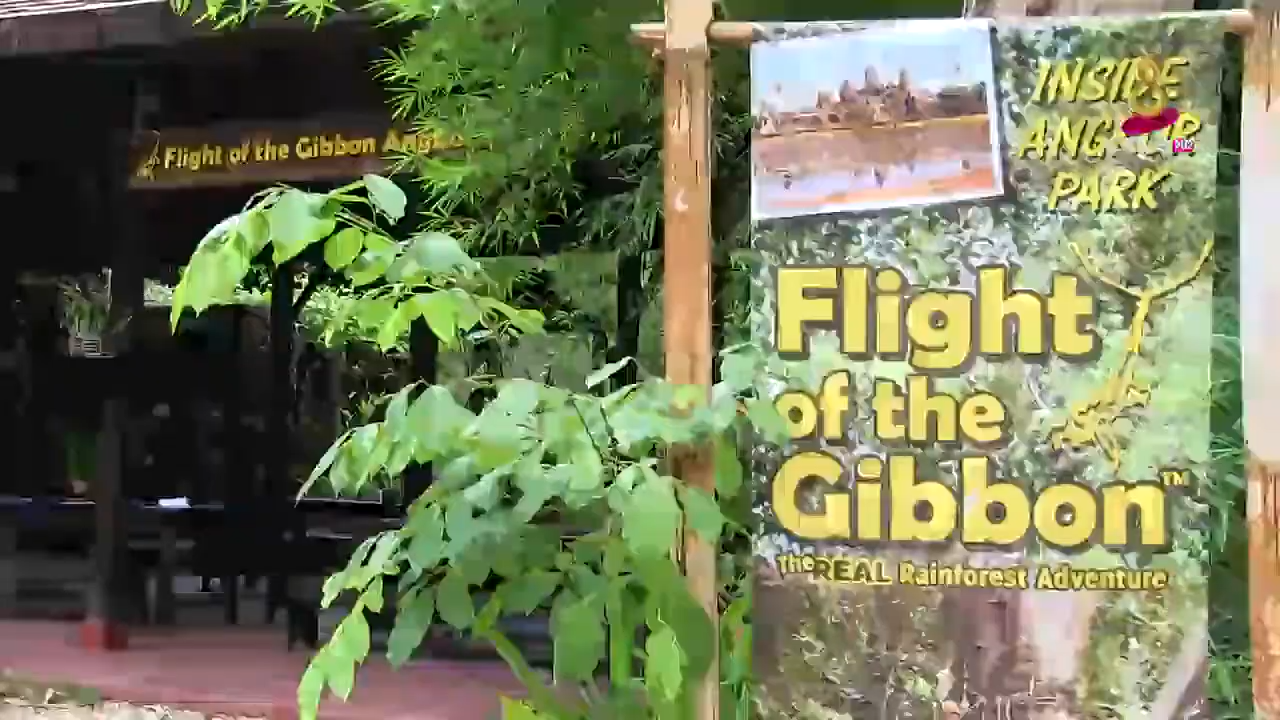 Flight of the Gibbon
INSIDE
PARK
Flight
of the
Gibbon™
The REAL Rainforest Adventure